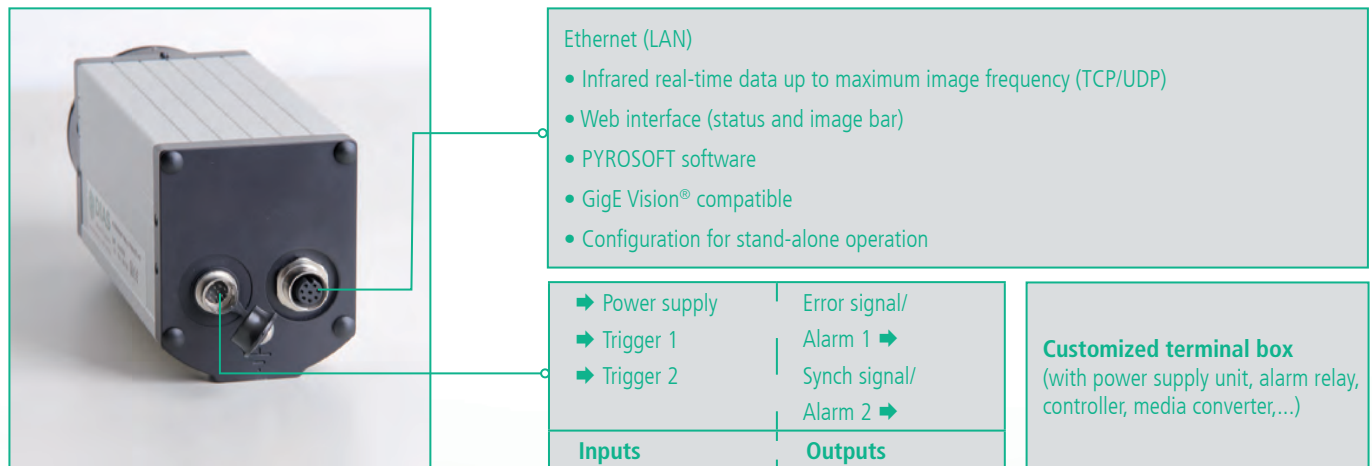 DIAS
Ethernet (LAN)
• Infrared real-time data up to maximum image frequency (TCP/UDP)
• Web interface (status and image bar)
• PYROSOFT software
• GigE Vision® compatible
• Configuration for stand-alone operation
➡ Power supply
➡ Trigger 1
➡ Trigger 2
Inputs
Error signal/
Alarm 1 ➡
Synch signal/
Alarm 2 ➡
Outputs
Customized terminal box
(with power supply unit, alarm relay,
controller, media converter,...)